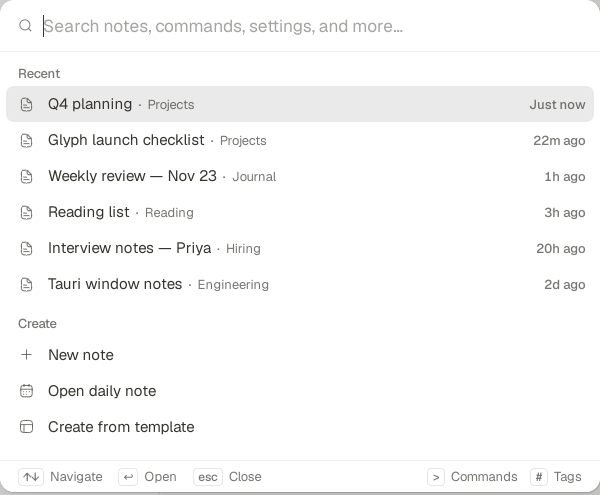 Search notes, commands, settings, and more...
Recent
Q4 planning · Projects Just now
Glyph launch checklist · Projects 22m ago
Weekly review — Nov 23 · Journal 1h ago
Reading list · Reading 3h ago
Interview notes — Priya · Hiring 20h ago
Tauri window notes · Engineering 2d ago
Create
New note
Open daily note
Create from template
↑↓ Navigate ↩ Open esc Close > Commands # Tags